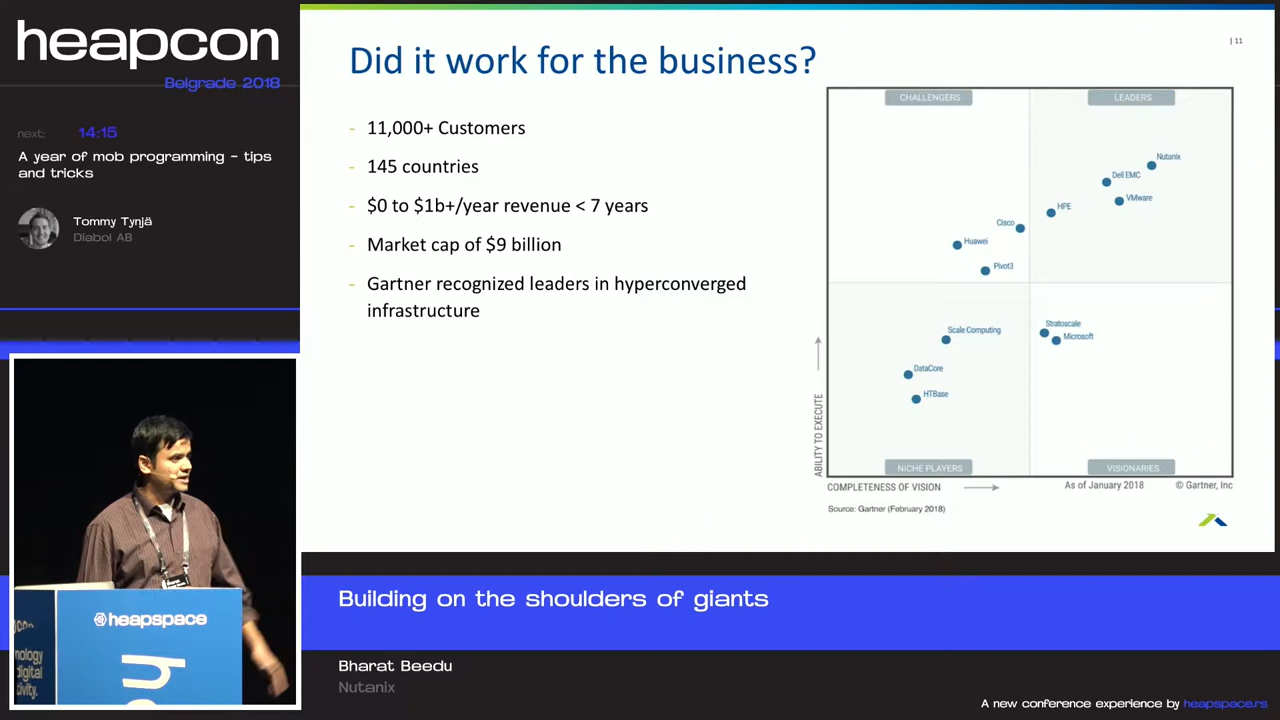 heapcon
Belgrade 2018
next: 14:15
A year of mob programming – tips
and tricks
Tommy Tynjä
Diabol AB
| 11
Did it work for the business?
- 11,000+ Customers
- 145 countries
- $0 to $1b+/year revenue < 7 years
- Market cap of $9 billion
- Gartner recognized leaders in hyperconverged
infrastructure
CHALLENGERS
LEADERS
Nutanix
Dell EMC
VMware
HPE
Cisco
Huawei
Pivot3
Stratoscale
Scale Computing
Microsoft
DataCore
HTBase
ABILITY TO EXECUTE
NICHE PLAYERS
VISIONARIES
COMPLETENESS OF VISION
As of January 2018
© Gartner, Inc
Source: Gartner (February 2018)
heapspace
Building on the shoulders of giants
Bharat Beedu
Nutanix
A new conference experience by heapspace.rs